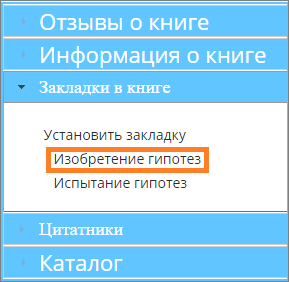 Отзывы о книге
Информация о книге
Закладки в книге
Установить закладку
Изобретение гипотез
Испытание гипотез
Цитатники
Каталог